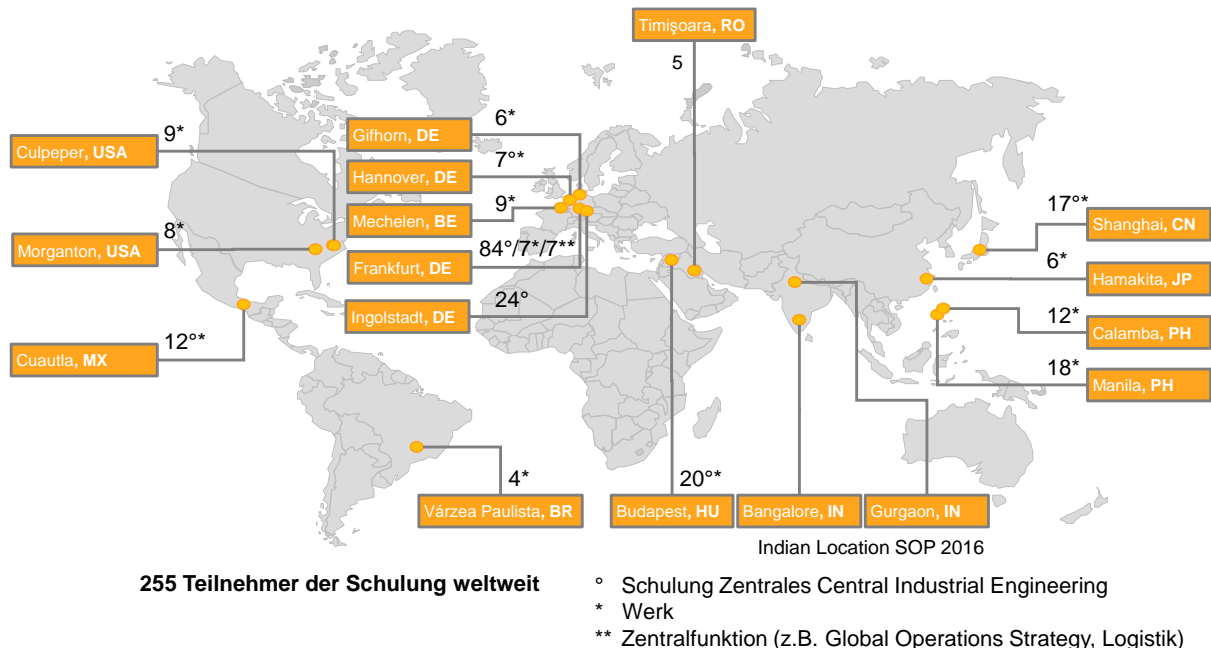 Timişoara, RO
5
Culpeper, USA
9*
Gifhorn, DE
6*
Hannover, DE
7°*
Mechelen, BE
9*
Morganton, USA
8*
Frankfurt, DE
84°/7*/7**
Ingolstadt, DE
24°
17°*
Shanghai, CN
6*
Hamakita, JP
12*
Calamba, PH
18*
Manila, PH
Cuautla, MX
12°*
4*
Várzea Paulista, BR
20°*
Budapest, HU
Bangalore, IN
Gurgaon, IN
Indian Location SOP 2016
255 Teilnehmer der Schulung weltweit
° Schulung Zentrales Central Industrial Engineering
* Werk
** Zentralfunktion (z.B. Global Operations Strategy, Logistik)